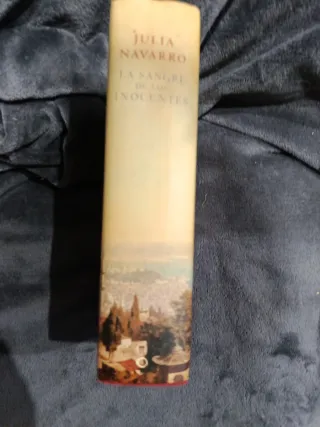 JULIA
NAVARRO
LA SANGRE
DE LOS
INOCENTES